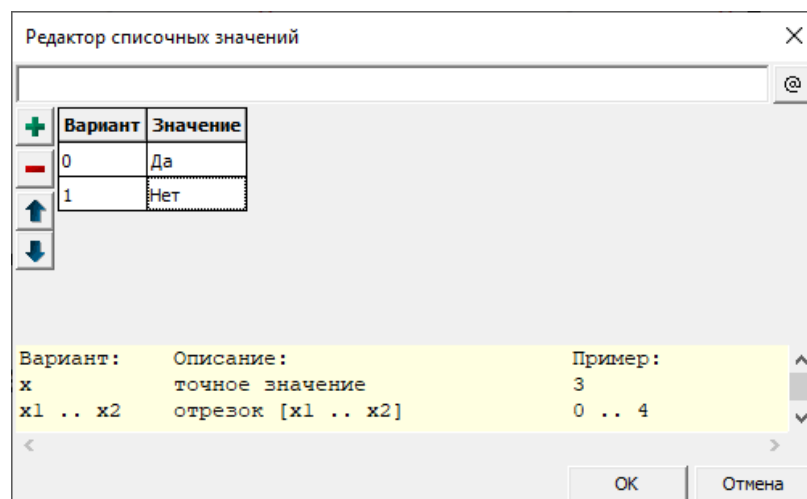 Редактор списочных значений
@
Вариант Значение
0 Да
1 Нет
Вариант: Описание: Пример:
x точное значение 3
x1 .. x2 отрезок [x1 .. x2] 0 .. 4
OK Отмена